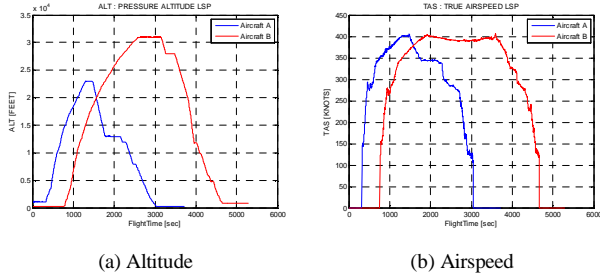 ALT : PRESSURE ALTITUDE LSP
x 10^4
3.5
3
2.5
2
1.5
1
0.5
0
ALT [FEET]
Aircraft A
Aircraft B
0 1000 2000 3000 4000 5000 6000
FlightTime [sec]
(a) Altitude
TAS : TRUE AIRSPEED LSP
450
400
350
300
250
200
150
100
50
0
TAS [KNOTS]
Aircraft A
Aircraft B
0 1000 2000 3000 4000 5000 6000
FlightTime [sec]
(b) Airspeed